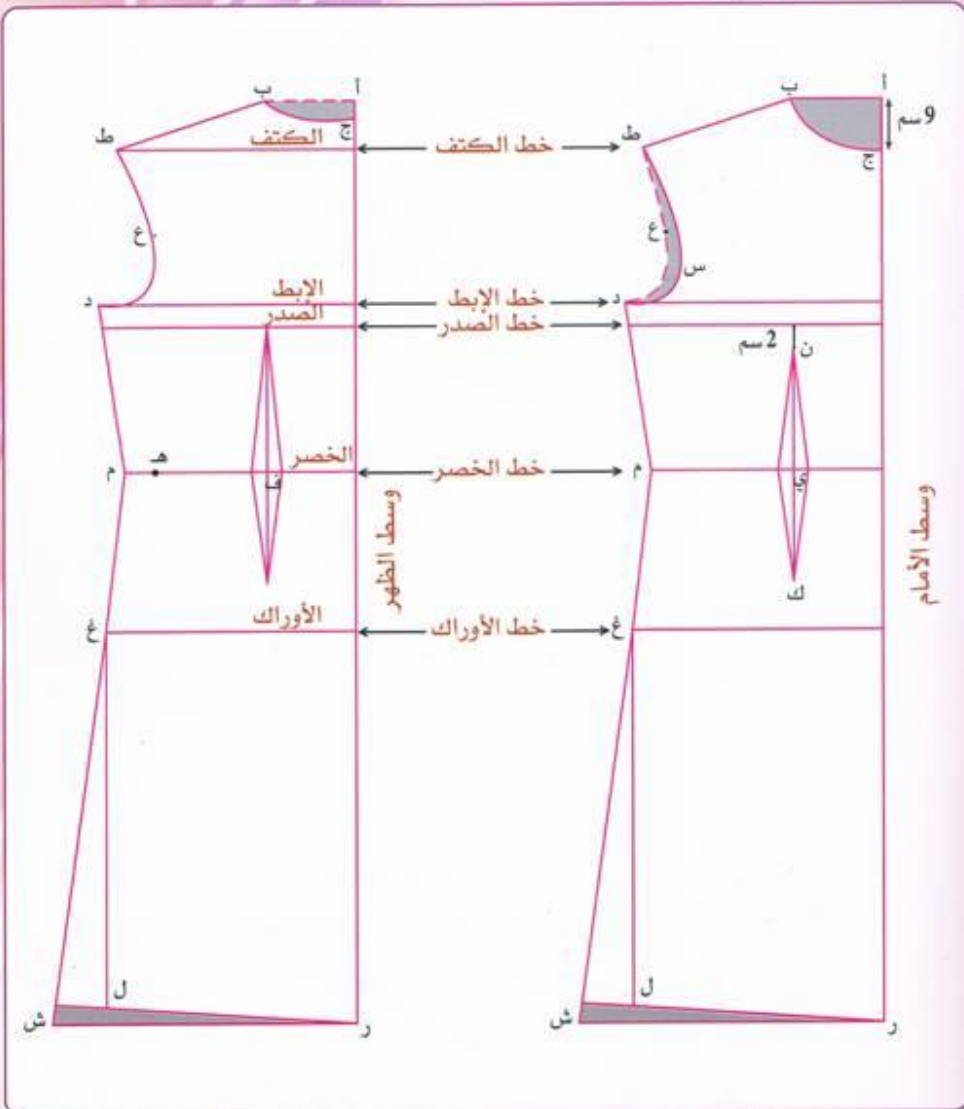 أ
ب
9 سم
ج
ط
خط الكتف
ع
س
د
خط الإبط
خط الصدر
2 سم
ن
م
خط الخصر
ي
وسط الأمام
ك
غ
خط الأوراك
ل
ش
ر
أ
ب
ج
ط
الكتف
ع
الإبط
د
الصدر
الخصر
هـ
م
ف
وسط الظهر
الأوراك
غ
ل
ش
ر